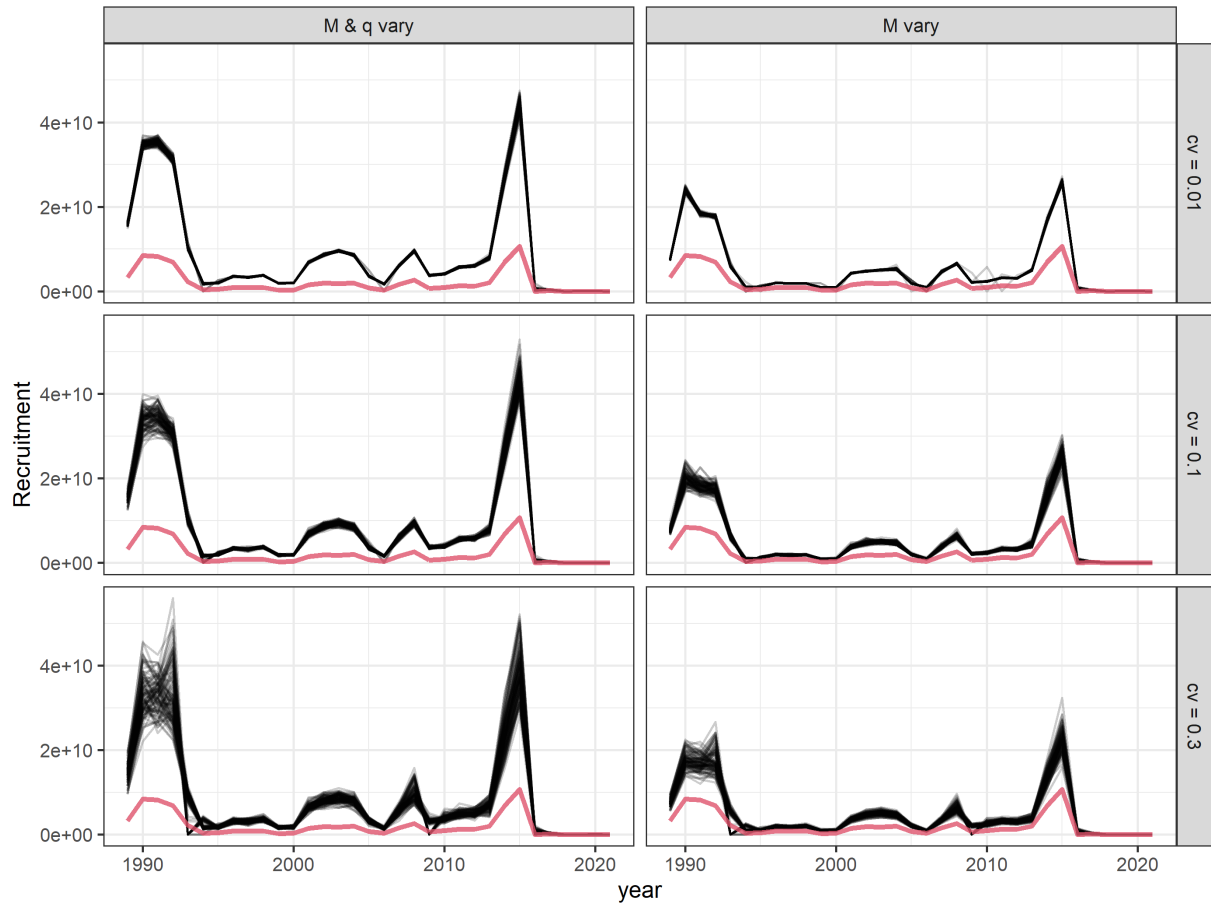 M & q vary
M vary
4e+10
2e+10
0e+00
cv = 0.01
4e+10
2e+10
0e+00
cv = 0.1
4e+10
2e+10
0e+00
cv = 0.3
Recruitment
1990
2000
2010
2020
1990
2000
2010
2020
year